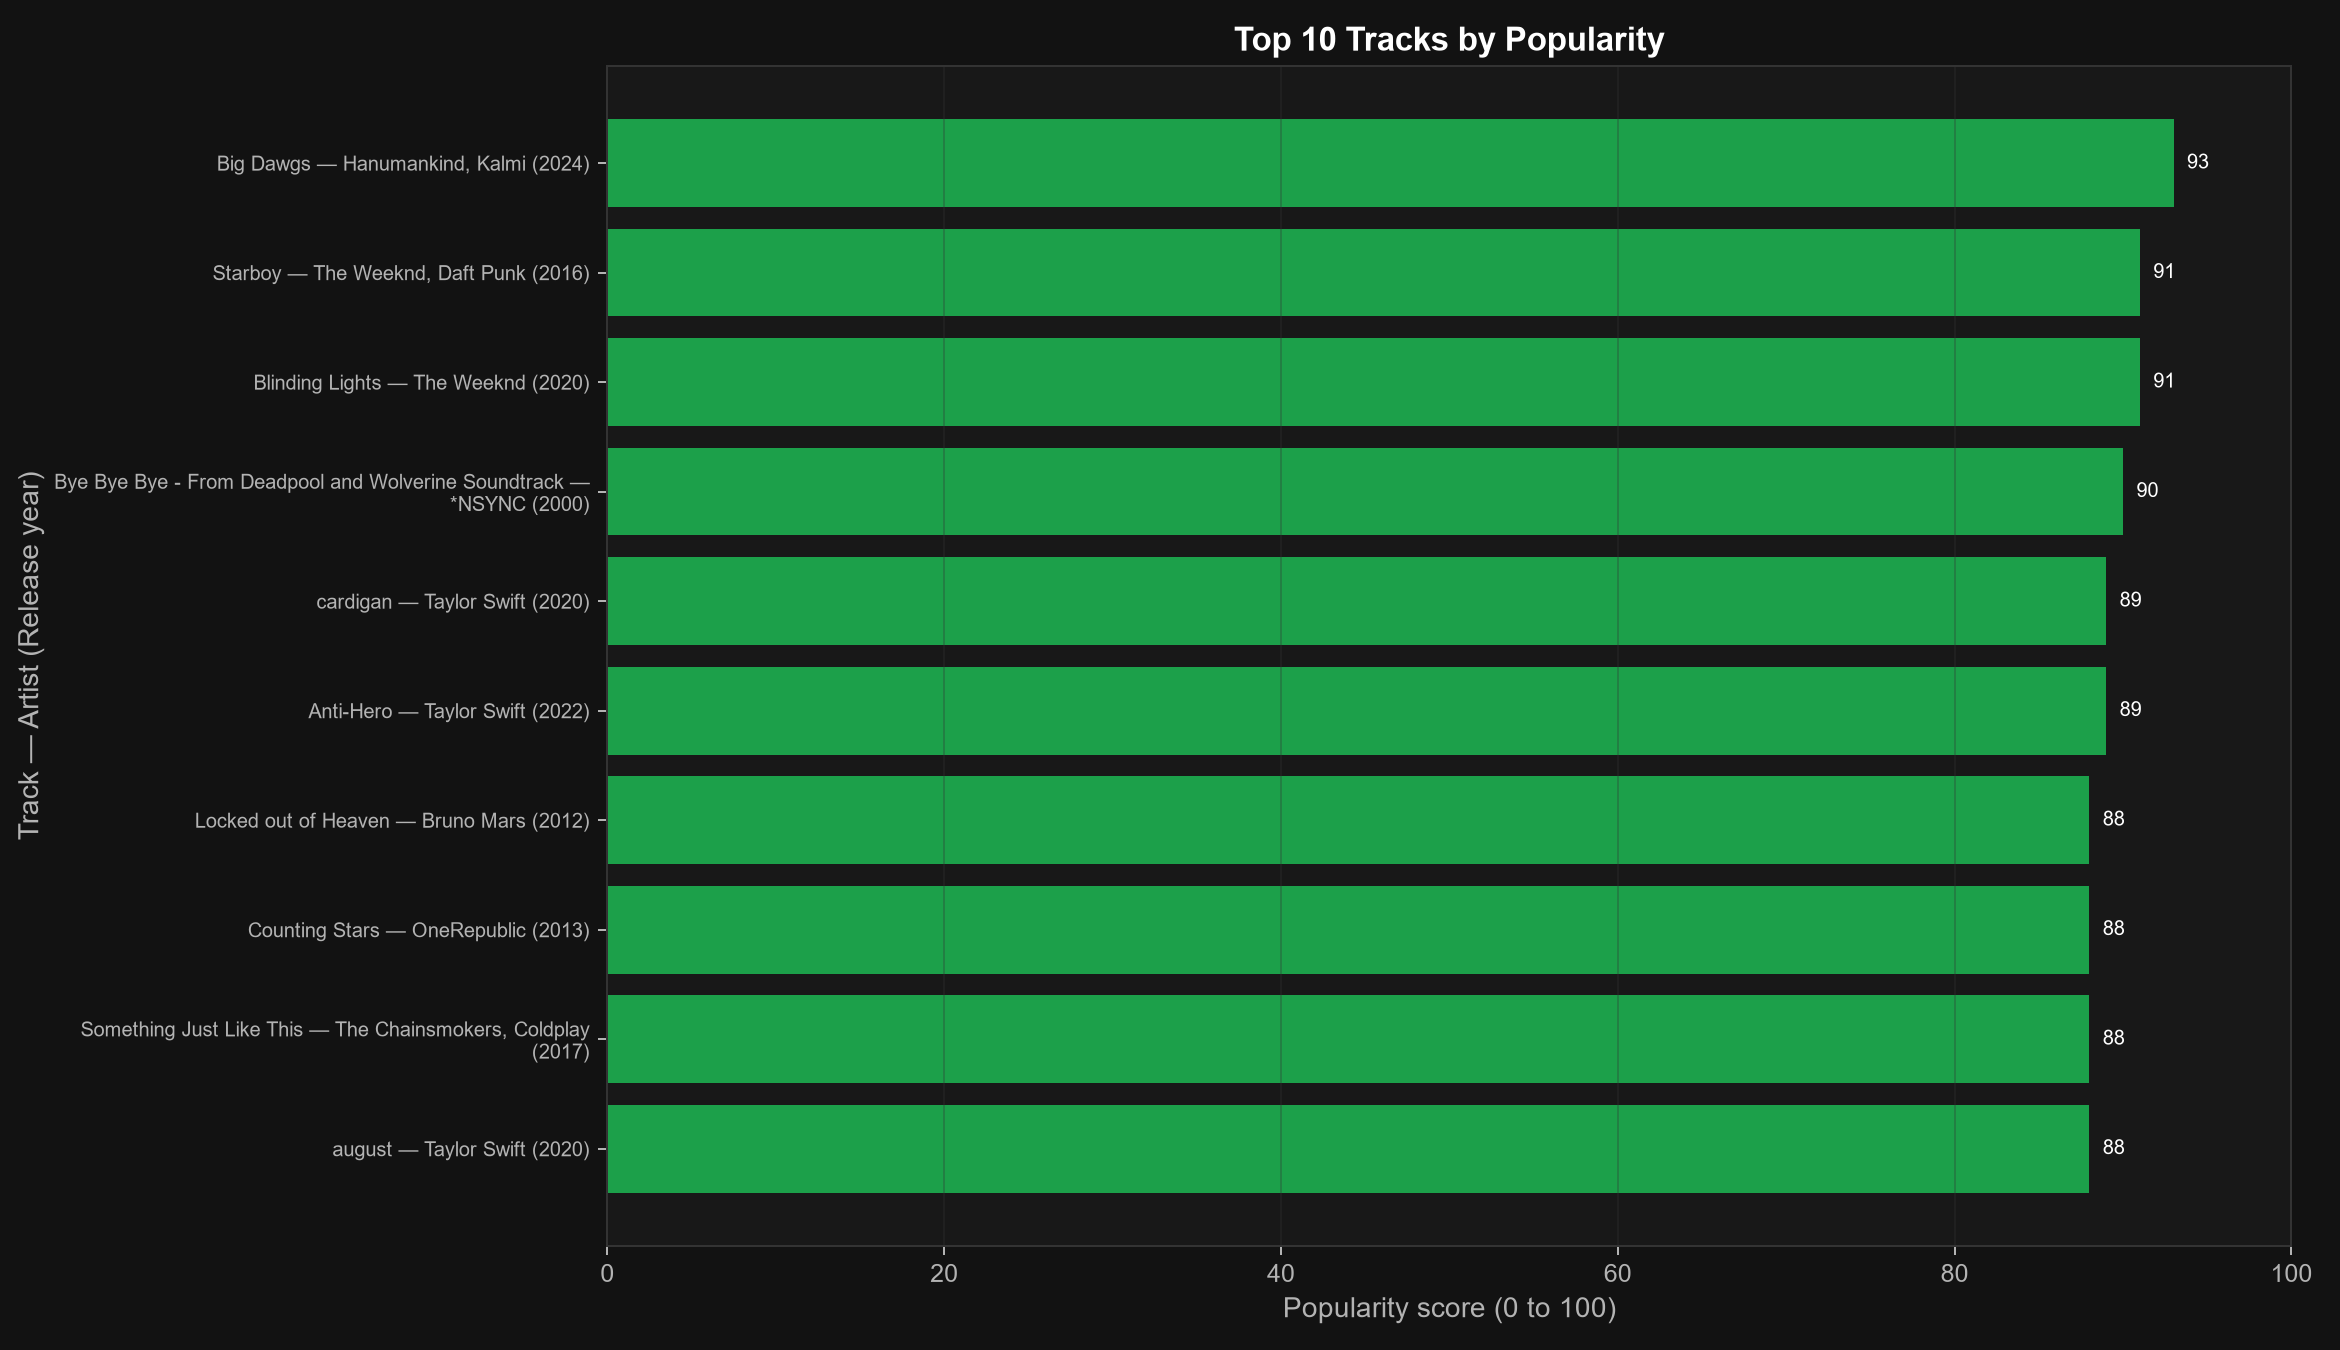 Top 10 Tracks by Popularity
Track — Artist (Release year)
Big Dawgs — Hanumankind, Kalmi (2024)
93
Starboy — The Weeknd, Daft Punk (2016)
91
Blinding Lights — The Weeknd (2020)
91
Bye Bye Bye - From Deadpool and Wolverine Soundtrack —
*NSYNC (2000)
90
cardigan — Taylor Swift (2020)
89
Anti-Hero — Taylor Swift (2022)
89
Locked out of Heaven — Bruno Mars (2012)
88
Counting Stars — OneRepublic (2013)
88
Something Just Like This — The Chainsmokers, Coldplay
(2017)
88
august — Taylor Swift (2020)
88
0 20 40 60 80 100
Popularity score (0 to 100)